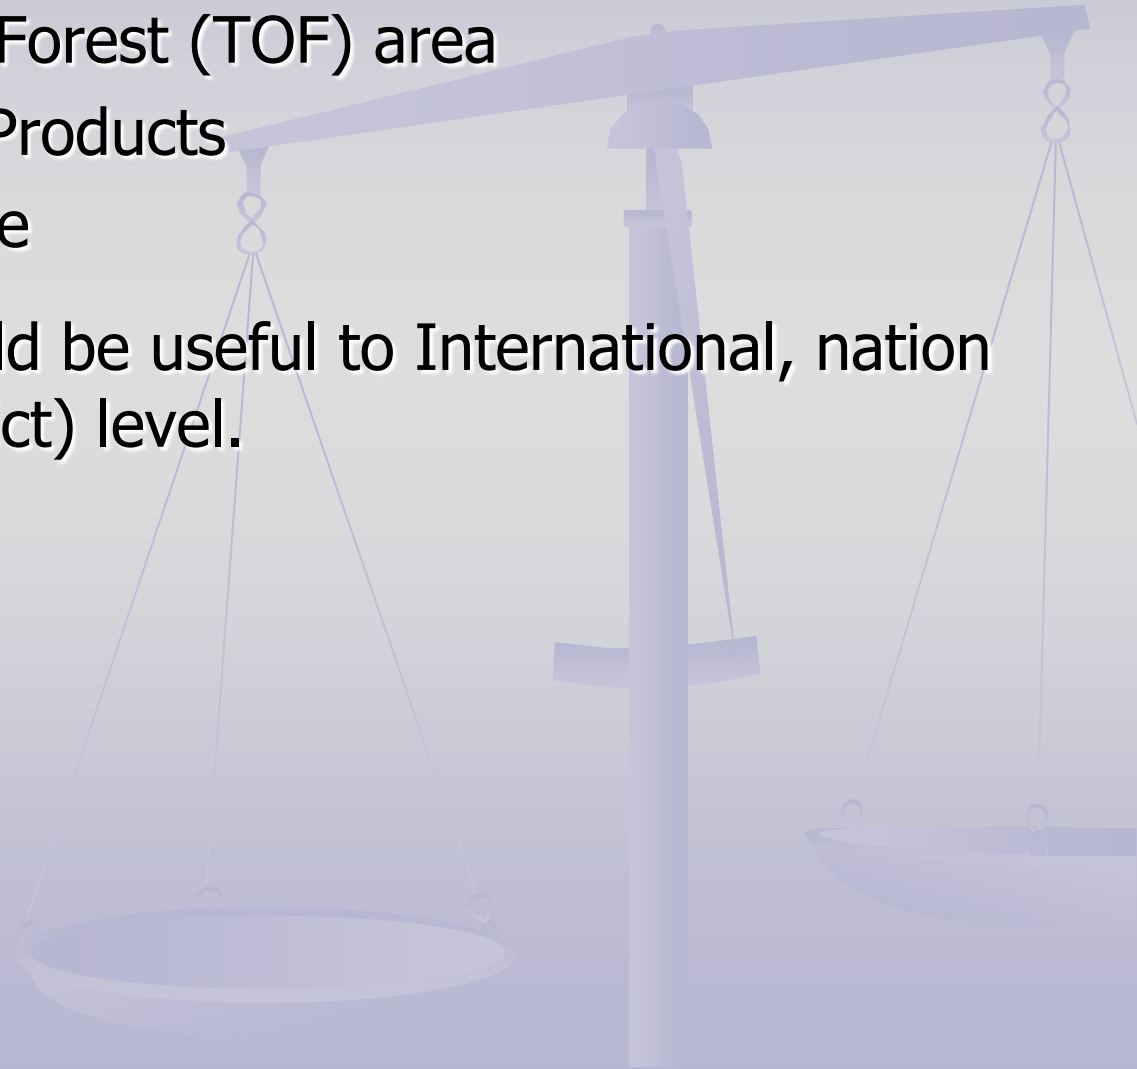 Forest (TOF) area
Products
e
ld be useful to International, nation
ct) level.